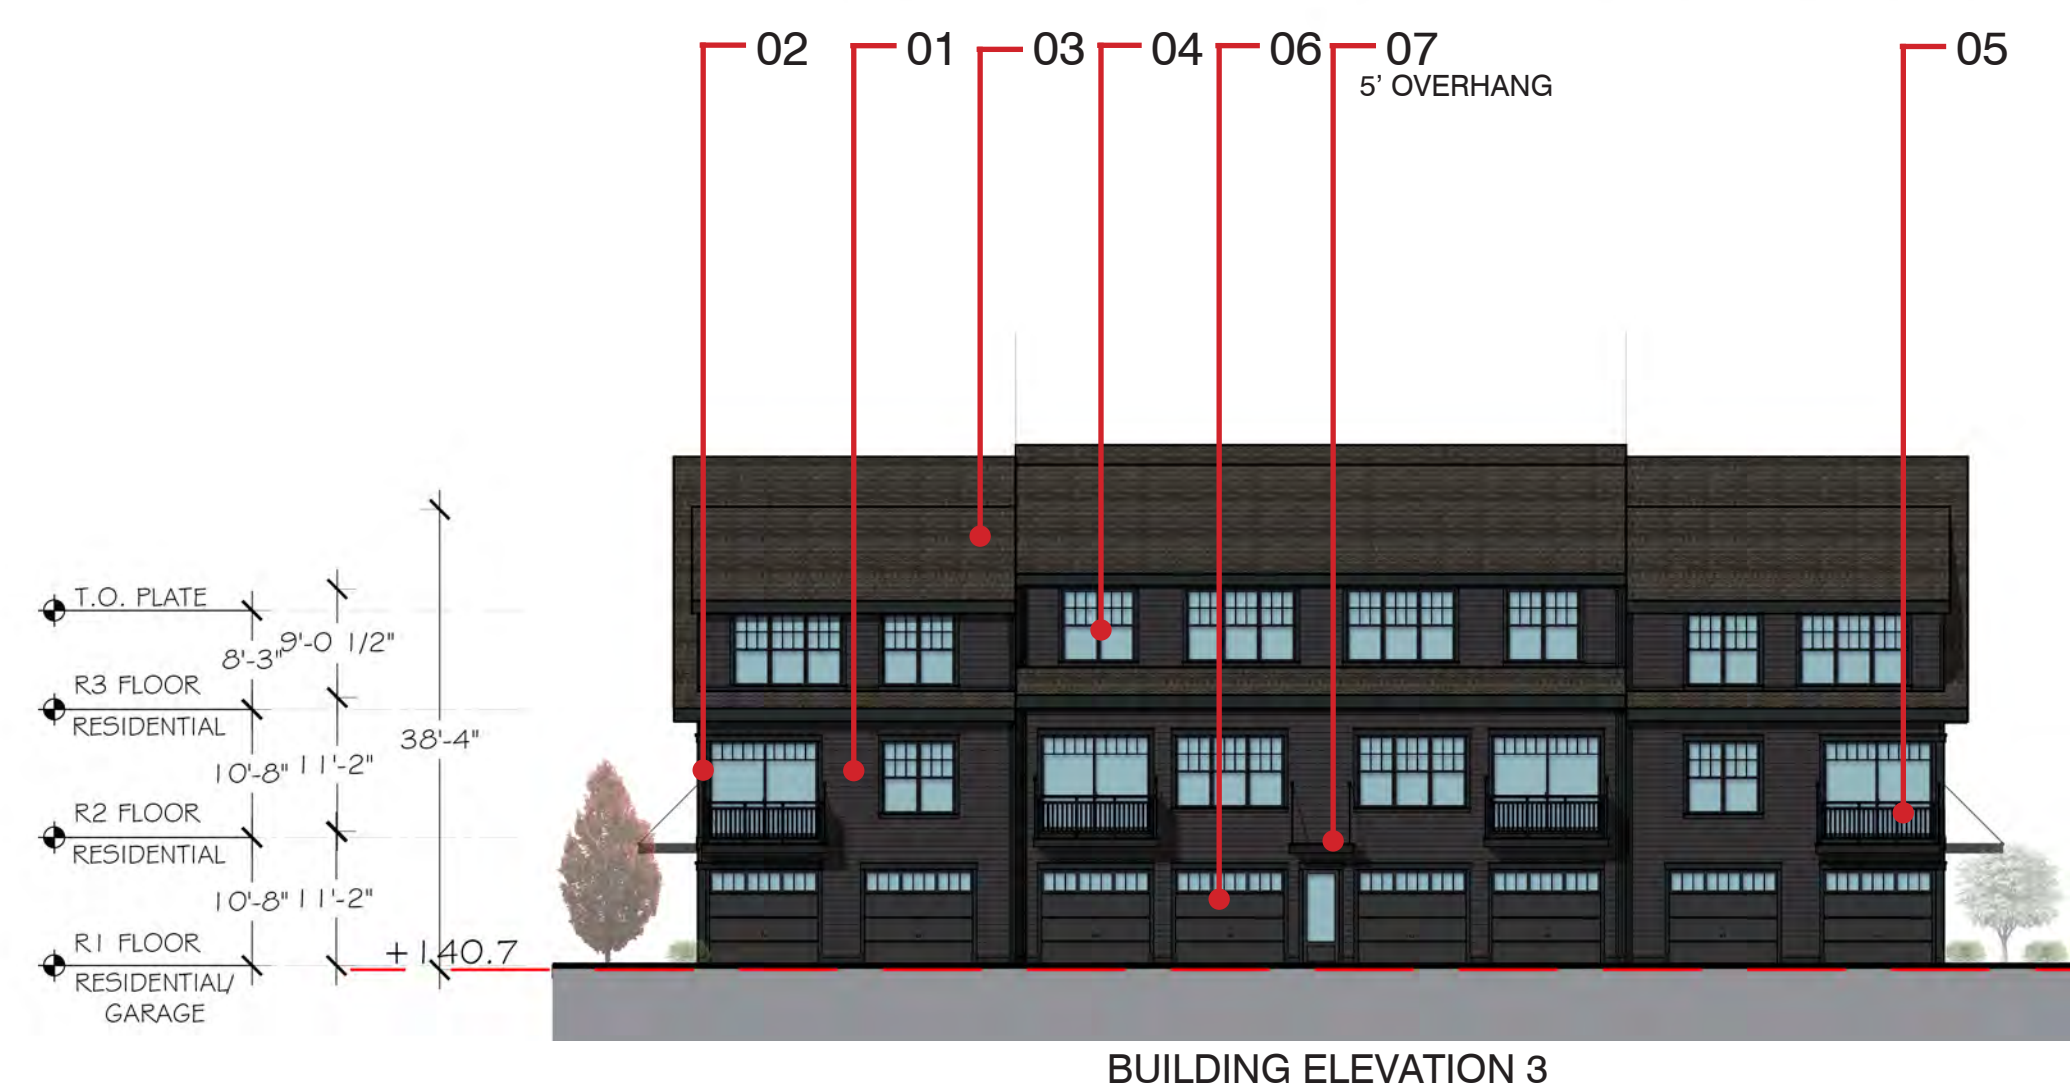 02 01 03 04 06 07 05
5’ OVERHANG
T.O. PLATE
8'-3" 9'-0 1/2"
R3 FLOOR
RESIDENTIAL
38'-4"
10'-8" 11'-2"
R2 FLOOR
RESIDENTIAL
10'-8" 11'-2"
R1 FLOOR
+140.7
RESIDENTIAL/
GARAGE
BUILDING ELEVATION 3